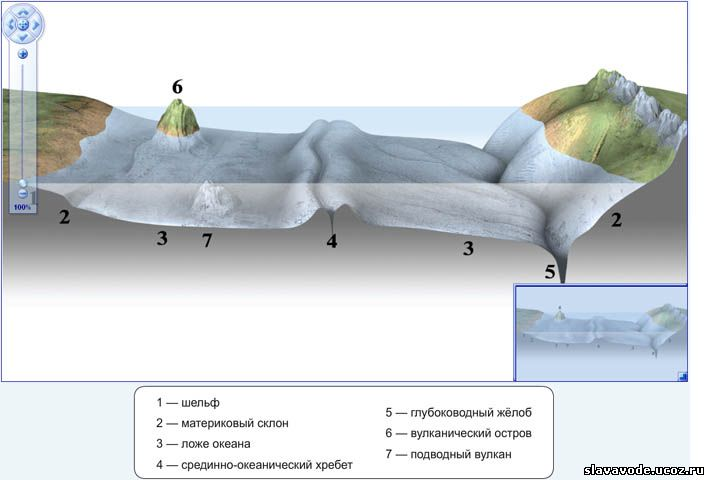 6
100%
2
3
7
4
3
5
2
1 — шельф
2 — материковый склон
3 — ложе океана
4 — срединно-океанический хребет
5 — глубоководный жёлоб
6 — вулканический остров
7 — подводный вулкан
slavavode.ucoz.ru